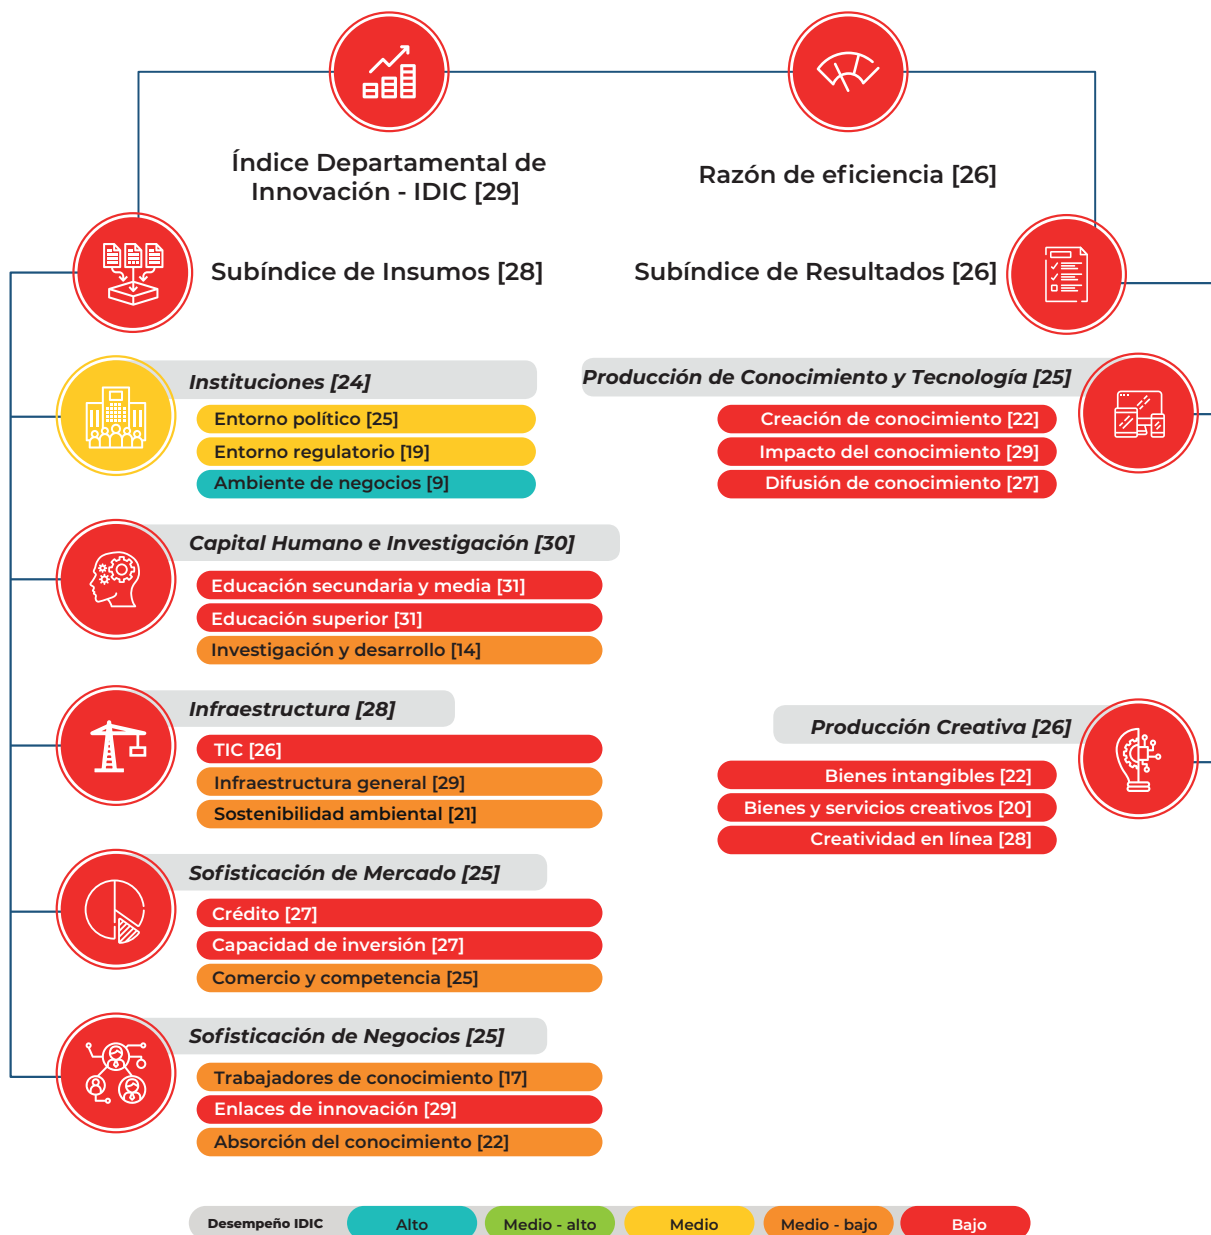 Índice Departamental de
Innovación - IDIC [29]
Razón de eficiencia [26]
Subíndice de Insumos [28]
Subíndice de Resultados [26]
Instituciones [24]
Entorno político [25]
Entorno regulatorio [19]
Ambiente de negocios [9]
Capital Humano e Investigación [30]
Educación secundaria y media [31]
Educación superior [31]
Investigación y desarrollo [14]
Infraestructura [28]
TIC [26]
Infraestructura general [29]
Sostenibilidad ambiental [21]
Sofisticación de Mercado [25]
Crédito [27]
Capacidad de inversión [27]
Comercio y competencia [25]
Sofisticación de Negocios [25]
Trabajadores de conocimiento [17]
Enlaces de innovación [29]
Absorción del conocimiento [22]
Producción de Conocimiento y Tecnología [25]
Creación de conocimiento [22]
Impacto del conocimiento [29]
Difusión de conocimiento [27]
Producción Creativa [26]
Bienes intangibles [22]
Bienes y servicios creativos [20]
Creatividad en línea [28]
Desempeño IDIC
Alto
Medio - alto
Medio
Medio - bajo
Bajo